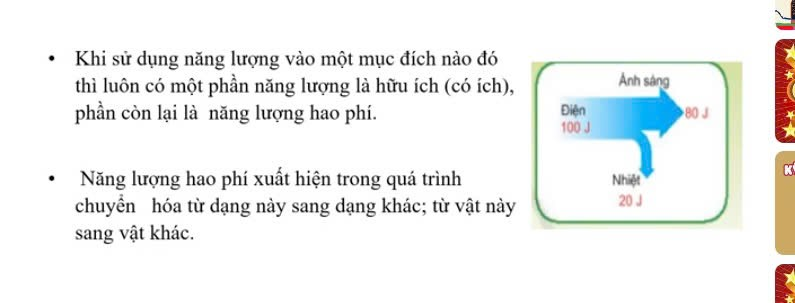 • Khi sử dụng năng lượng vào một mục đích nào đó
thì luôn có một phần năng lượng là hữu ích (có ích),
phần còn lại là năng lượng hao phí.
• Năng lượng hao phí xuất hiện trong quá trình
chuyển hóa từ dạng này sang dạng khác; từ vật này
sang vật khác.
Ánh sáng
Điện
80 J
100 J
Nhiệt
20 J